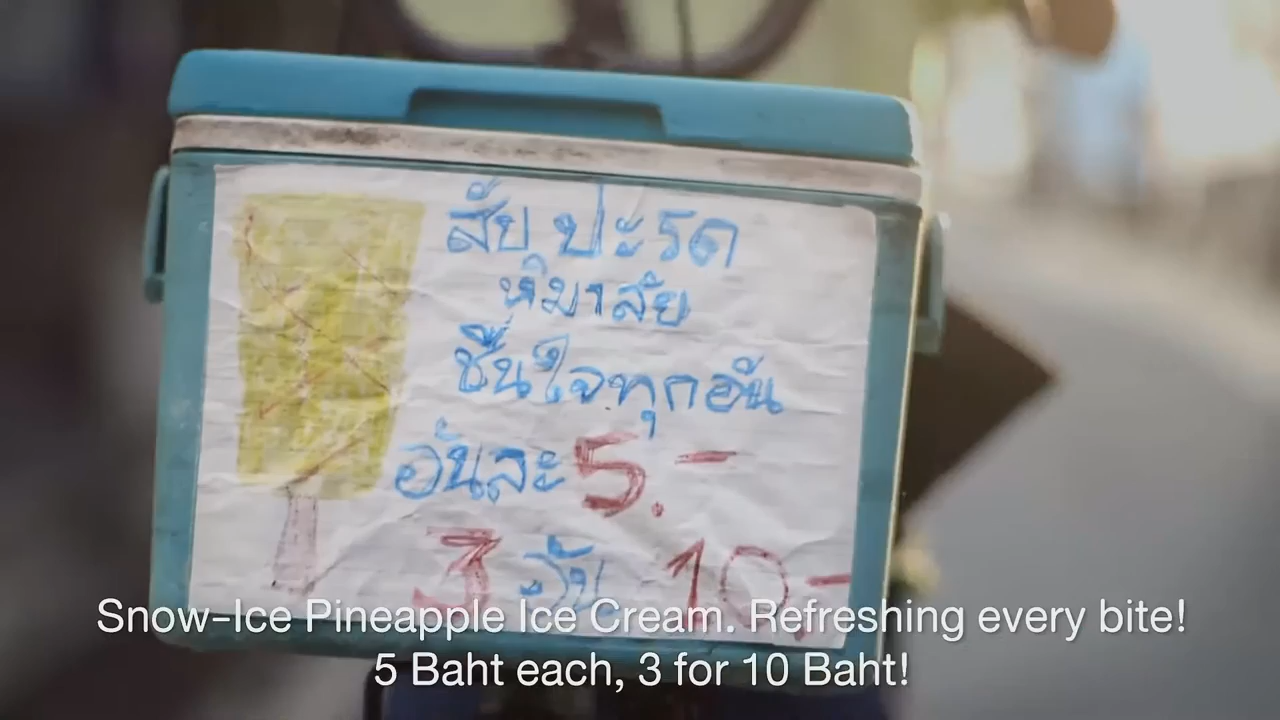 สัปปะรด
หิมาลัย
ชื่นใจทุกอัน
อันละ 5.-
3 อัน 10.-
Snow-Ice Pineapple Ice Cream. Refreshing every bite!
5 Baht each, 3 for 10 Baht!